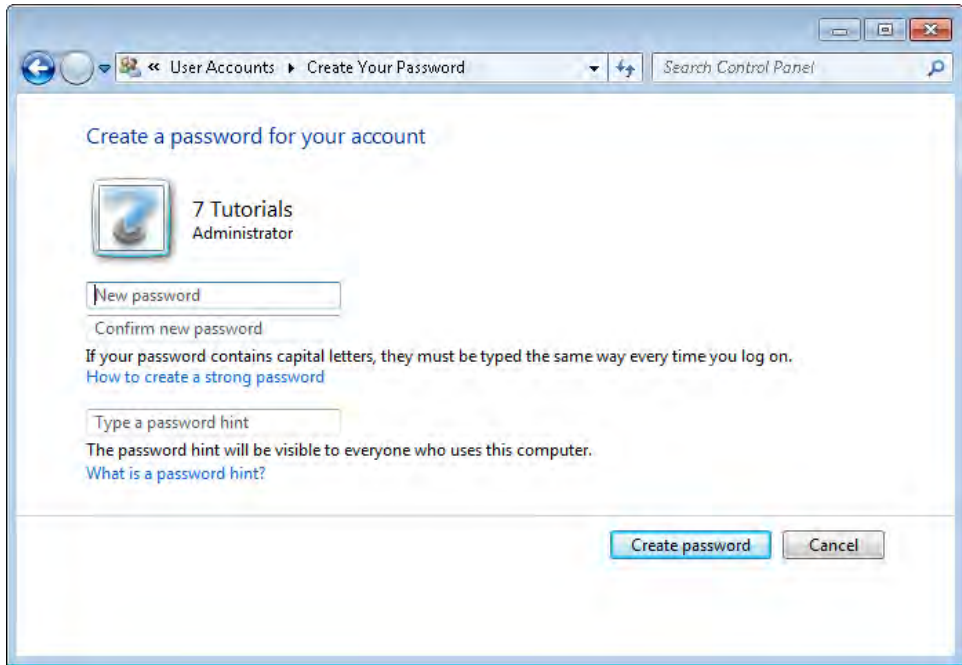 « User Accounts ▸ Create Your Password
Search Control Panel
Create a password for your account
7 Tutorials
Administrator
New password
Confirm new password
If your password contains capital letters, they must be typed the same way every time you log on.
How to create a strong password
Type a password hint
The password hint will be visible to everyone who uses this computer.
What is a password hint?
Create password
Cancel